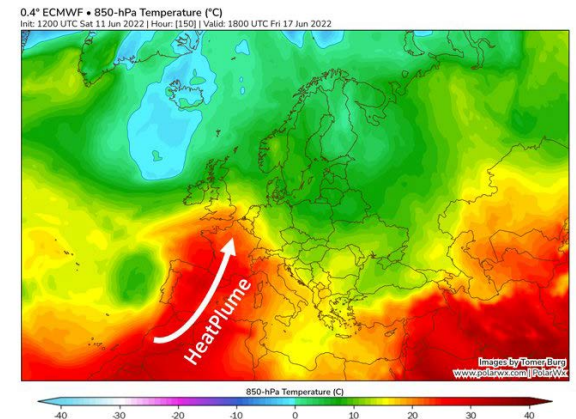 0.4° ECMWF • 850-hPa Temperature (°C)
Init: 1200 UTC Sat 11 Jun 2022 | Hour: [150] | Valid: 1800 UTC Fri 17 Jun 2022
HeatPlume
Images by Tomer Burg
www.polarwx.com | PolarWx
850-hPa Temperature (C)
-40 -30 -20 -10 0 10 20 30 40